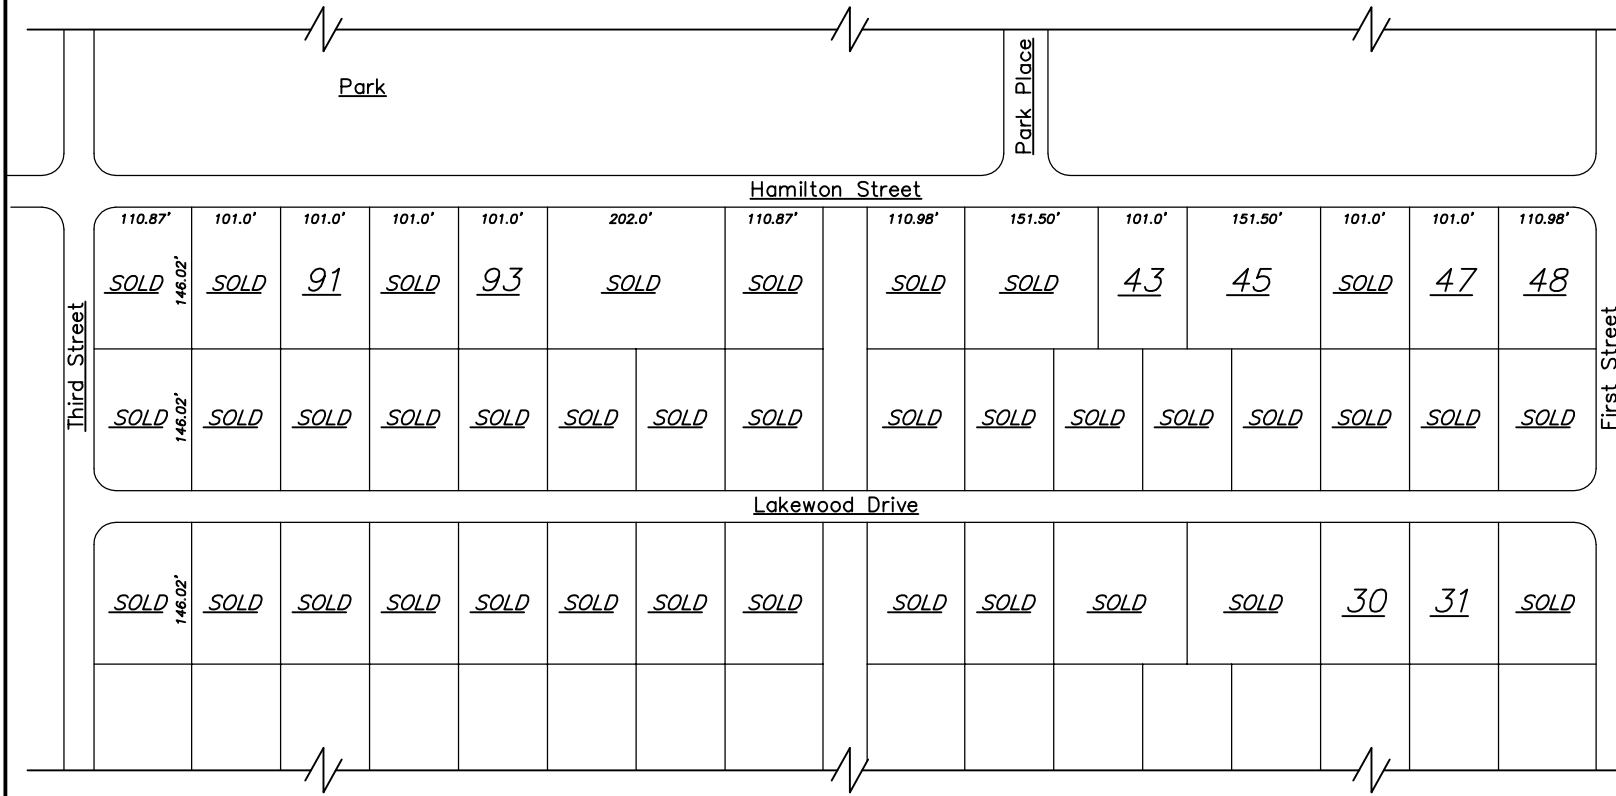 Park
Park Place
Hamilton Street
110.87' 101.0' 101.0' 101.0' 101.0' 202.0' 110.87' 110.98' 151.50' 101.0' 151.50' 101.0' 101.0' 110.98'
SOLD 146.02' SOLD 91 SOLD 93 SOLD SOLD SOLD SOLD 43 45 SOLD 47 48
Third Street
First Street
SOLD 146.02' SOLD SOLD SOLD SOLD SOLD SOLD SOLD SOLD SOLD SOLD SOLD SOLD SOLD SOLD SOLD
Lakewood Drive
SOLD 146.02' SOLD SOLD SOLD SOLD SOLD SOLD SOLD SOLD SOLD SOLD SOLD 30 31 SOLD